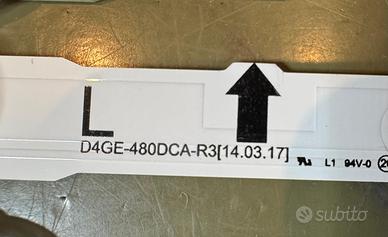 L
D4GE-480DCA-R3[14.03.17]
L1 94V-0
subito